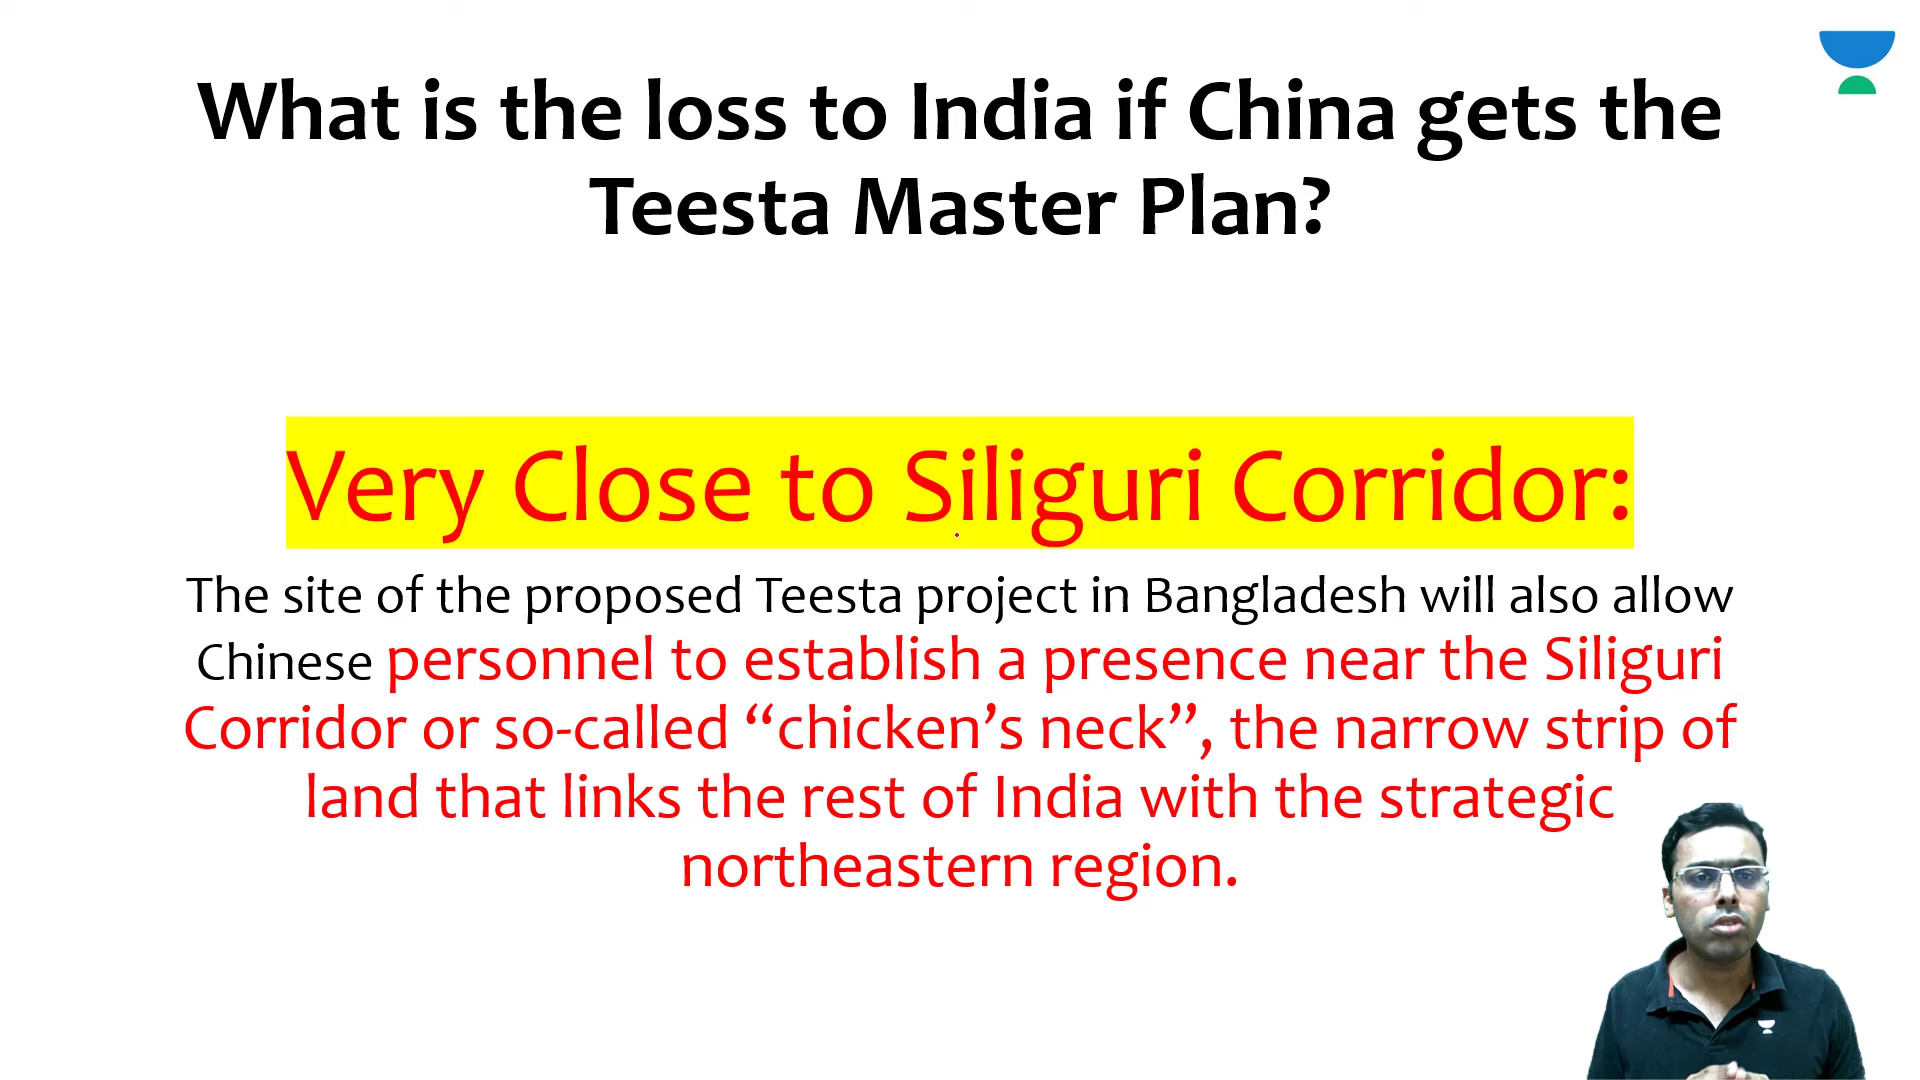 What is the loss to India if China gets the
Teesta Master Plan?
Very Close to Siliguri Corridor:
The site of the proposed Teesta project in Bangladesh will also allow
Chinese personnel to establish a presence near the Siliguri
Corridor or so-called “chicken’s neck”, the narrow strip of
land that links the rest of India with the strategic
northeastern region.